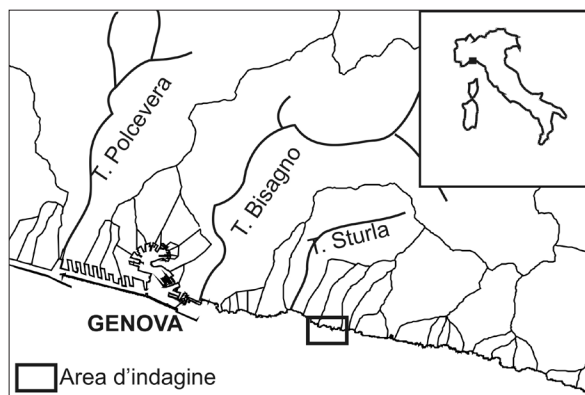 T. Polcevera
T. Bisagno
T. Sturla
GENOVA
Area d'indagine